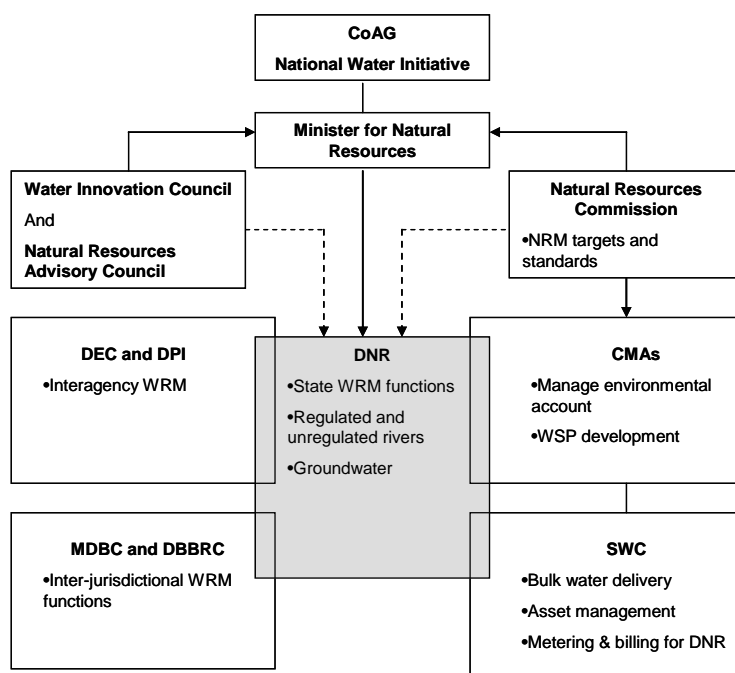 CoAG
National Water Initiative
Minister for Natural
Resources
Water Innovation Council
And
Natural Resources
Advisory Council
Natural Resources
Commission
•NRM targets and
standards
DEC and DPI
•Interagency WRM
DNR
•State WRM functions
•Regulated and
unregulated rivers
•Groundwater
CMAs
•Manage environmental
account
•WSP development
MDBC and DBBRC
•Inter-jurisdictional WRM
functions
SWC
•Bulk water delivery
•Asset management
•Metering & billing for DNR